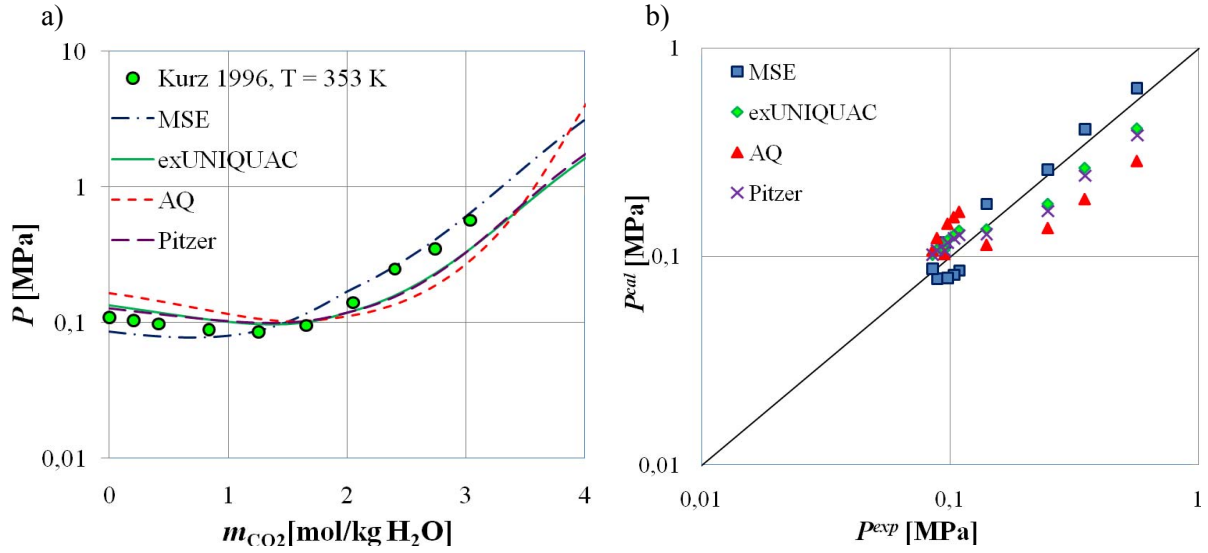 a)
10
1
0,1
0,01
P [MPa]
Kurz 1996, T = 353 K
MSE
exUNIQUAC
AQ
Pitzer
0 1 2 3 4
mCO2[mol/kg H2O]
b)
1
0,1
0,01
Pcal [MPa]
MSE
exUNIQUAC
AQ
Pitzer
0,01 0,1 1
Pexp [MPa]